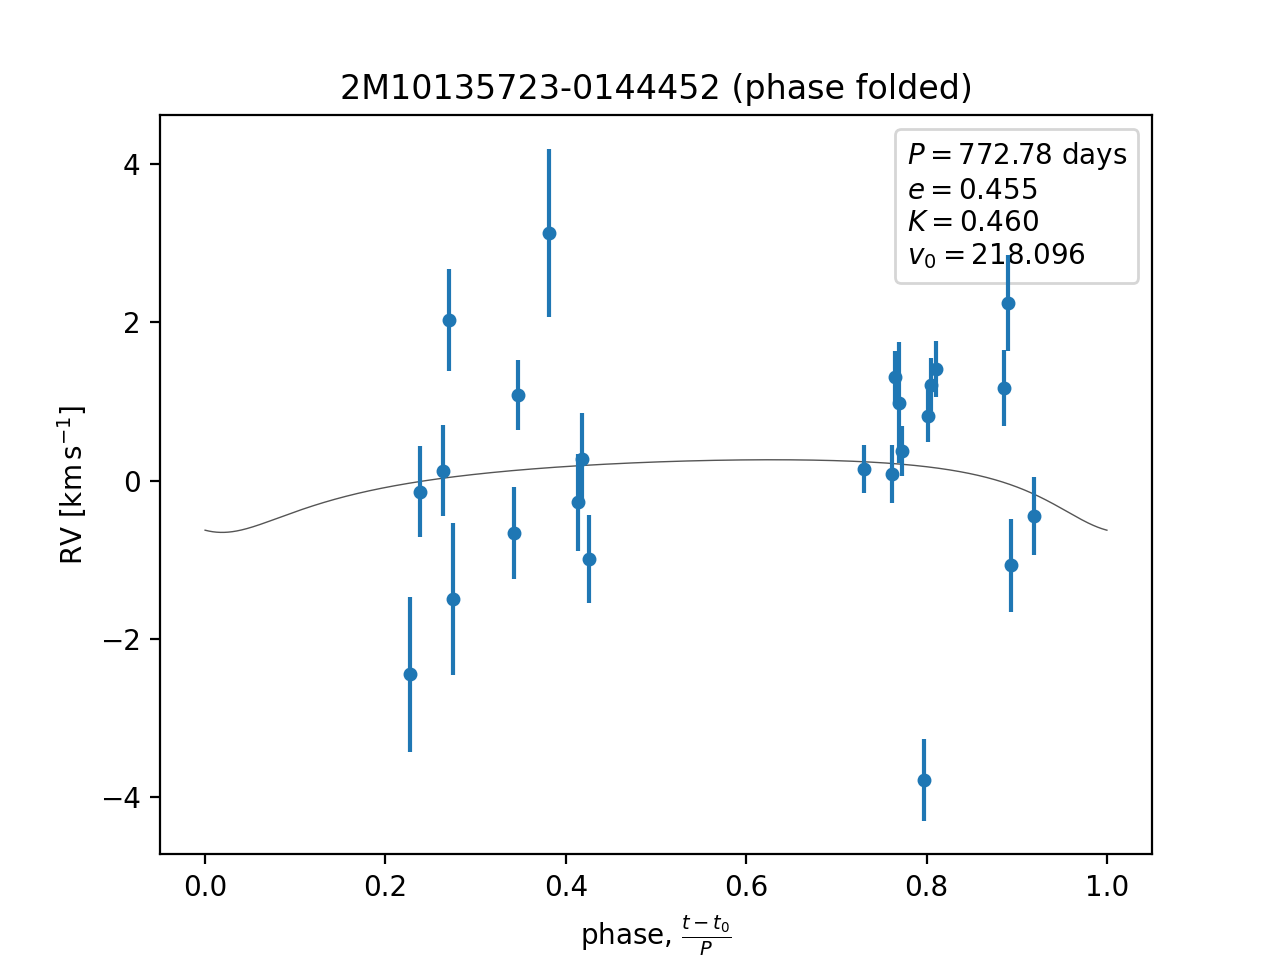 2M10135723-0144452 (phase folded)
P = 772.78 days
e = 0.455
K = 0.460
v₀ = 218.096
RV [km s⁻¹]
4
2
0
−2
−4
0.0 0.2 0.4 0.6 0.8 1.0
phase, (t − t₀)/P